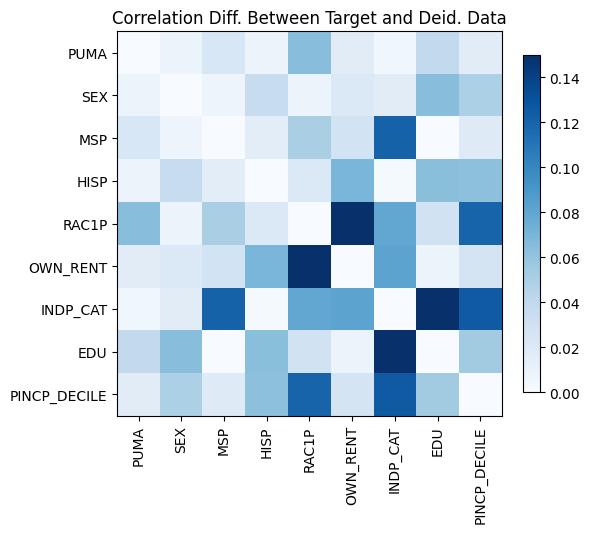 Correlation Diff. Between Target and Deid. Data
PUMA
SEX
MSP
HISP
RAC1P
OWN_RENT
INDP_CAT
EDU
PINCP_DECILE
PUMA
SEX
MSP
HISP
RAC1P
OWN_RENT
INDP_CAT
EDU
PINCP_DECILE
0.14
0.12
0.10
0.08
0.06
0.04
0.02
0.00